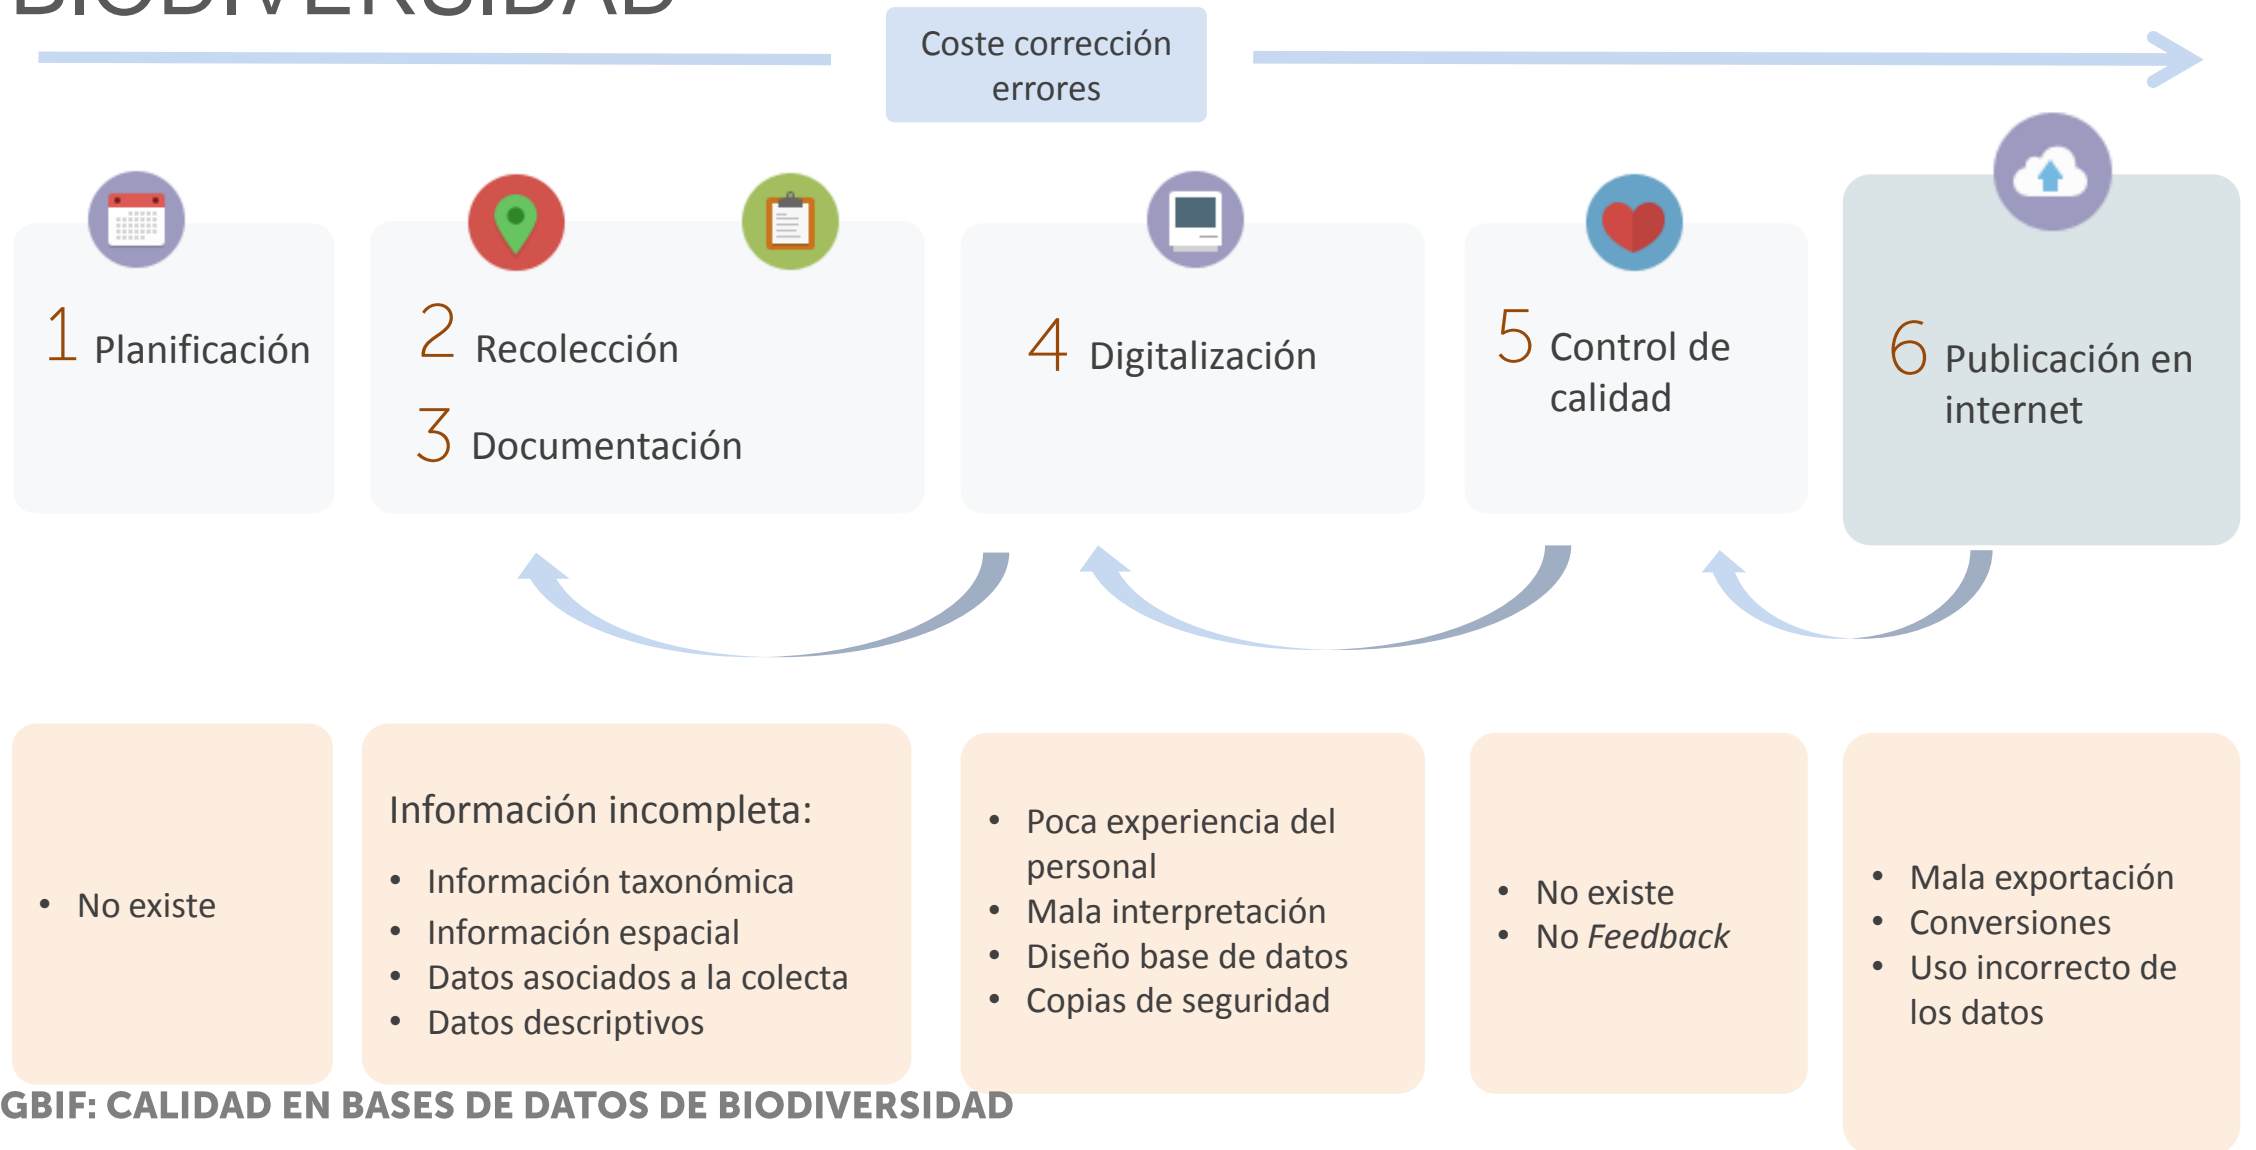 BIODIVERSIDAD
Coste corrección
errores
1 Planificación
2 Recolección
3 Documentación
4 Digitalización
5 Control de
calidad
6 Publicación en
internet
• No existe
Información incompleta:
• Información taxonómica
• Información espacial
• Datos asociados a la colecta
• Datos descriptivos
• Poca experiencia del
personal
• Mala interpretación
• Diseño base de datos
• Copias de seguridad
• No existe
• No Feedback
• Mala exportación
• Conversiones
• Uso incorrecto de
los datos
GBIF: CALIDAD EN BASES DE DATOS DE BIODIVERSIDAD